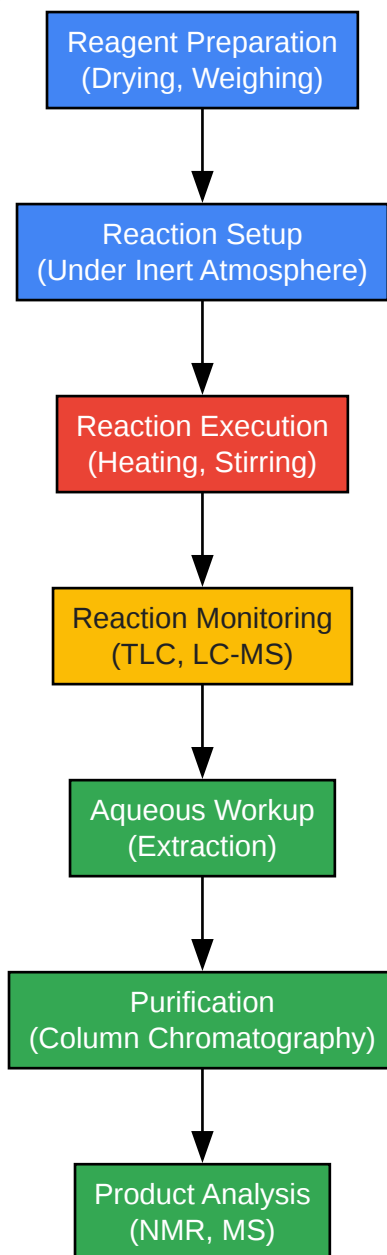 Reagent Preparation
(Drying, Weighing)
Reaction Setup
(Under Inert Atmosphere)
Reaction Execution
(Heating, Stirring)
Reaction Monitoring
(TLC, LC-MS)
Aqueous Workup
(Extraction)
Purification
(Column Chromatography)
Product Analysis
(NMR, MS)